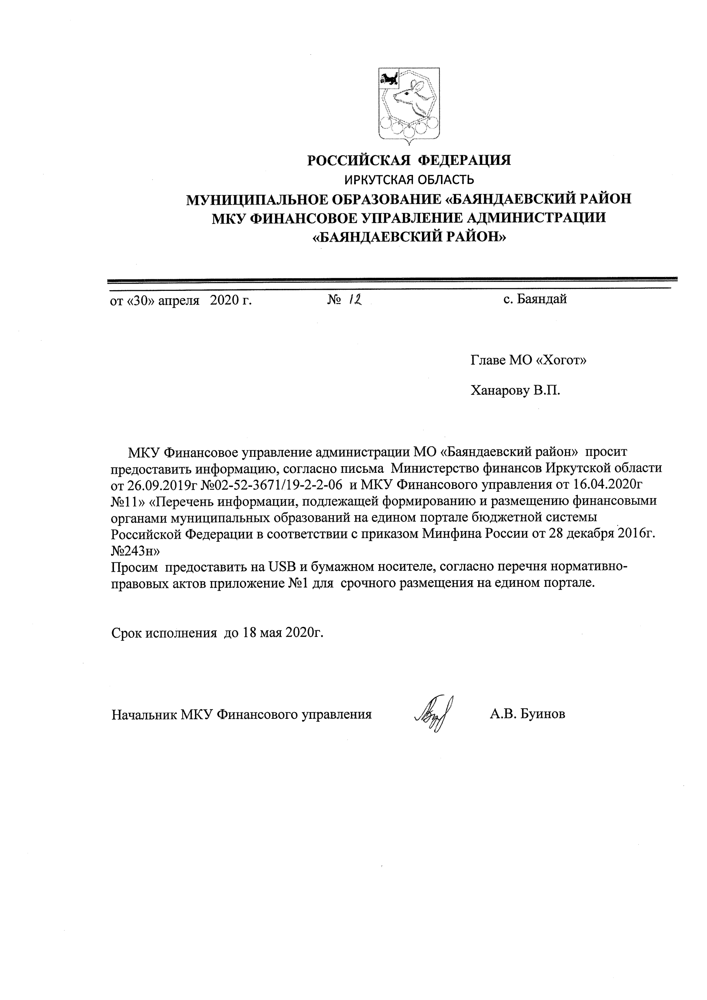 РОССИЙСКАЯ ФЕДЕРАЦИЯ
ИРКУТСКАЯ ОБЛАСТЬ
МУНИЦИПАЛЬНОЕ ОБРАЗОВАНИЕ «БАЯНДАЕВСКИЙ РАЙОН
МКУ ФИНАНСОВОЕ УПРАВЛЕНИЕ АДМИНИСТРАЦИИ
«БАЯНДАЕВСКИЙ РАЙОН»
от «30» апреля 2020 г. № 12 с. Баяндай
Главе МО «Хогот»
Ханарову В.П.
МКУ Финансовое управление администрации МО «Баяндаевский район» просит
предоставить информацию, согласно письма Министерство финансов Иркутской области
от 26.09.2019г №02-52-3671/19-2-2-06 и МКУ Финансового управления от 16.04.2020г
№11» «Перечень информации, подлежащей формированию и размещению финансовыми
органами муниципальных образований на едином портале бюджетной системы
Российской Федерации в соответствии с приказом Минфина России от 28 декабря 2016г.
№243н»
Просим предоставить на USB и бумажном носителе, согласно перечня нормативно-
правовых актов приложение №1 для срочного размещения на едином портале.
Срок исполнения до 18 мая 2020г.
Начальник МКУ Финансового управления А.В. Буинов